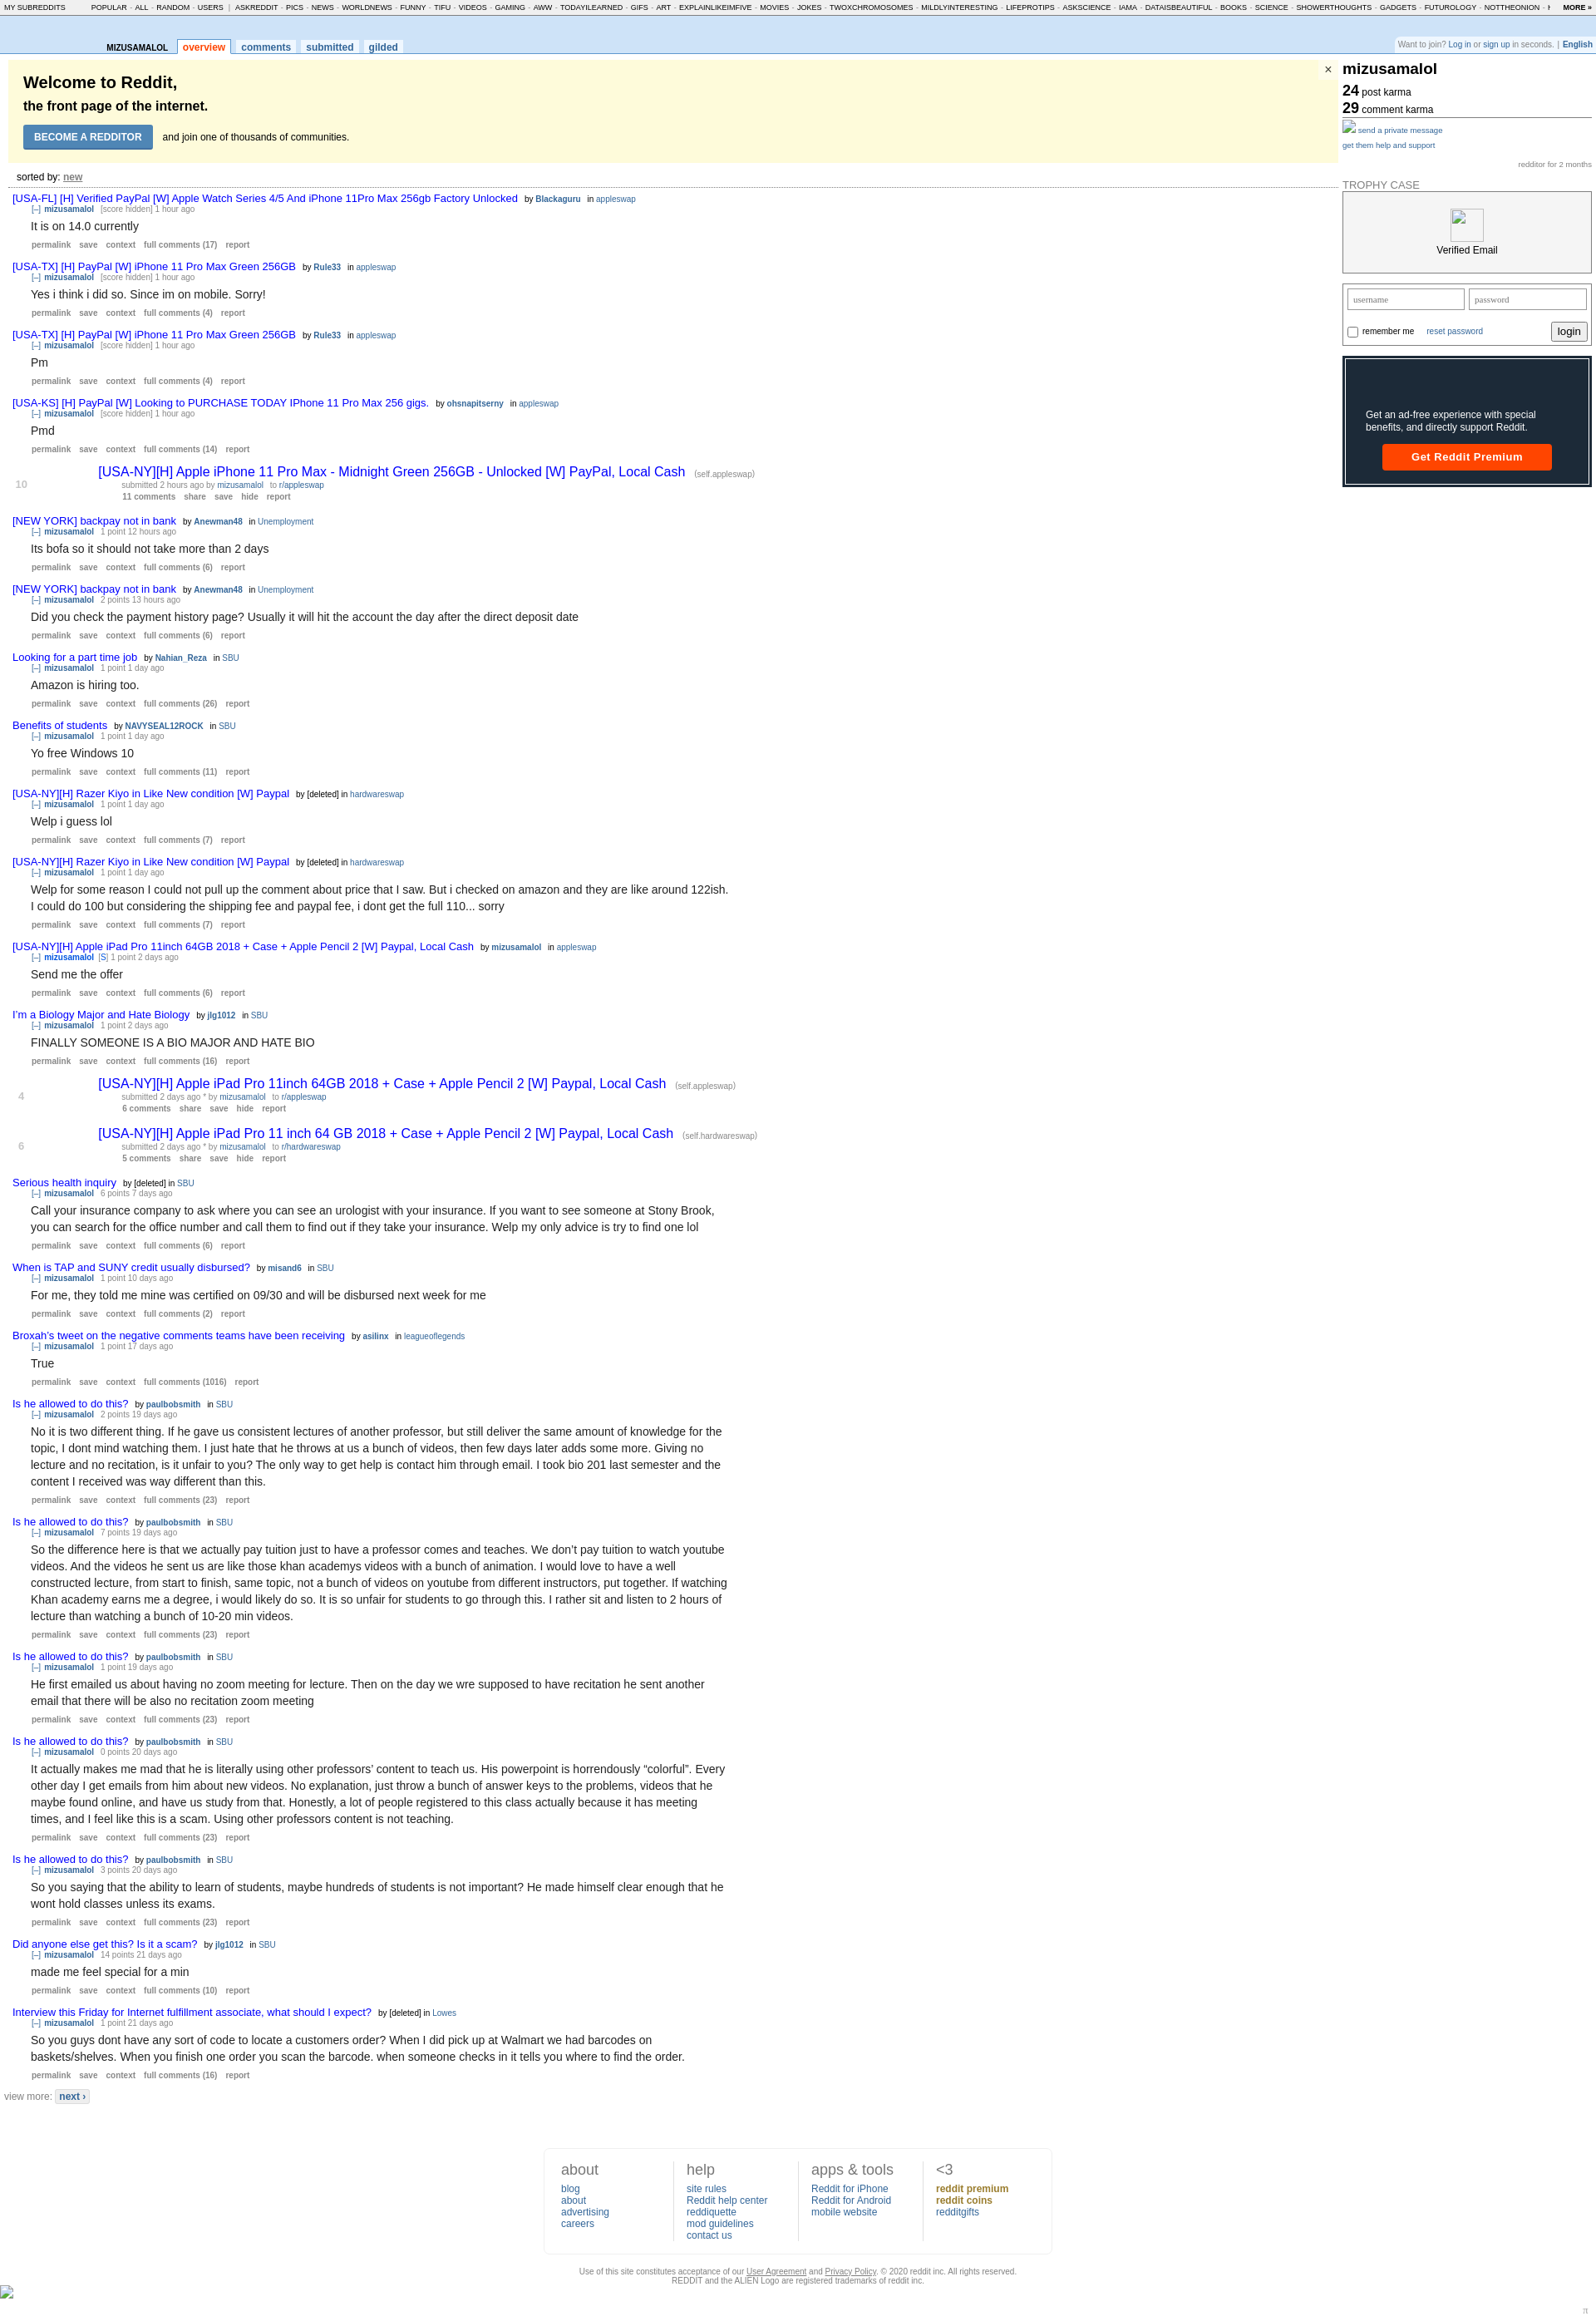 MY SUBREDDITS POPULAR - ALL - RANDOM - USERS | ASKREDDIT - PICS - NEWS - WORLDNEWS - FUNNY - TIFU - VIDEOS - GAMING - AWW - TODAYILEARNED - GIFS - ART - EXPLAINLIKEIMFIVE - MOVIES - JOKES - TWOXCHROMOSOMES - MILDLYINTERESTING - LIFEPROTIPS - ASKSCIENCE - IAMA - DATAISBEAUTIFUL - BOOKS - SCIENCE - SHOWERTHOUGHTS - GADGETS - FUTUROLOGY - NOTTHEONION - MORE »
MIZUSAMALOL overview comments submitted gilded
Want to join? Log in or sign up in seconds. | English
Welcome to Reddit,
the front page of the internet.
BECOME A REDDITOR and join one of thousands of communities.
×
sorted by: new
[USA-FL] [H] Verified PayPal [W] Apple Watch Series 4/5 And iPhone 11Pro Max 256gb Factory Unlocked by Blackaguru in appleswap
[–] mizusamalol [score hidden] 1 hour ago
It is on 14.0 currently
permalink save context full comments (17) report
[USA-TX] [H] PayPal [W] iPhone 11 Pro Max Green 256GB by Rule33 in appleswap
[–] mizusamalol [score hidden] 1 hour ago
Yes i think i did so. Since im on mobile. Sorry!
permalink save context full comments (4) report
[USA-TX] [H] PayPal [W] iPhone 11 Pro Max Green 256GB by Rule33 in appleswap
[–] mizusamalol [score hidden] 1 hour ago
Pm
permalink save context full comments (4) report
[USA-KS] [H] PayPal [W] Looking to PURCHASE TODAY IPhone 11 Pro Max 256 gigs. by ohsnapitserny in appleswap
[–] mizusamalol [score hidden] 1 hour ago
Pmd
permalink save context full comments (14) report
10
[USA-NY][H] Apple iPhone 11 Pro Max - Midnight Green 256GB - Unlocked [W] PayPal, Local Cash (self.appleswap)
submitted 2 hours ago by mizusamalol to r/appleswap
11 comments share save hide report
[NEW YORK] backpay not in bank by Anewman48 in Unemployment
[–] mizusamalol 1 point 12 hours ago
Its bofa so it should not take more than 2 days
permalink save context full comments (6) report
[NEW YORK] backpay not in bank by Anewman48 in Unemployment
[–] mizusamalol 2 points 13 hours ago
Did you check the payment history page? Usually it will hit the account the day after the direct deposit date
permalink save context full comments (6) report
Looking for a part time job by Nahian_Reza in SBU
[–] mizusamalol 1 point 1 day ago
Amazon is hiring too.
permalink save context full comments (26) report
Benefits of students by NAVYSEAL12ROCK in SBU
[–] mizusamalol 1 point 1 day ago
Yo free Windows 10
permalink save context full comments (11) report
[USA-NY][H] Razer Kiyo in Like New condition [W] Paypal by [deleted] in hardwareswap
[–] mizusamalol 1 point 1 day ago
Welp i guess lol
permalink save context full comments (7) report
[USA-NY][H] Razer Kiyo in Like New condition [W] Paypal by [deleted] in hardwareswap
[–] mizusamalol 1 point 1 day ago
Welp for some reason I could not pull up the comment about price that I saw. But i checked on amazon and they are like around 122ish.
I could do 100 but considering the shipping fee and paypal fee, i dont get the full 110... sorry
permalink save context full comments (7) report
[USA-NY][H] Apple iPad Pro 11inch 64GB 2018 + Case + Apple Pencil 2 [W] Paypal, Local Cash by mizusamalol in appleswap
[–] mizusamalol [S] 1 point 2 days ago
Send me the offer
permalink save context full comments (6) report
I'm a Biology Major and Hate Biology by jlg1012 in SBU
[–] mizusamalol 1 point 2 days ago
FINALLY SOMEONE IS A BIO MAJOR AND HATE BIO
permalink save context full comments (16) report
4
[USA-NY][H] Apple iPad Pro 11inch 64GB 2018 + Case + Apple Pencil 2 [W] Paypal, Local Cash (self.appleswap)
submitted 2 days ago * by mizusamalol to r/appleswap
6 comments share save hide report
6
[USA-NY][H] Apple iPad Pro 11 inch 64 GB 2018 + Case + Apple Pencil 2 [W] Paypal, Local Cash (self.hardwareswap)
submitted 2 days ago * by mizusamalol to r/hardwareswap
5 comments share save hide report
Serious health inquiry by [deleted] in SBU
[–] mizusamalol 6 points 7 days ago
Call your insurance company to ask where you can see an urologist with your insurance. If you want to see someone at Stony Brook,
you can search for the office number and call them to find out if they take your insurance. Welp my only advice is try to find one lol
permalink save context full comments (6) report
When is TAP and SUNY credit usually disbursed? by misand6 in SBU
[–] mizusamalol 1 point 10 days ago
For me, they told me mine was certified on 09/30 and will be disbursed next week for me
permalink save context full comments (2) report
Broxah's tweet on the negative comments teams have been receiving by asilinx in leagueoflegends
[–] mizusamalol 1 point 17 days ago
True
permalink save context full comments (1016) report
Is he allowed to do this? by paulbobsmith in SBU
[–] mizusamalol 2 points 19 days ago
No it is two different thing. If he gave us consistent lectures of another professor, but still deliver the same amount of knowledge for the
topic, I dont mind watching them. I just hate that he throws at us a bunch of videos, then few days later adds some more. Giving no
lecture and no recitation, is it unfair to you? The only way to get help is contact him through email. I took bio 201 last semester and the
content I received was way different than this.
permalink save context full comments (23) report
Is he allowed to do this? by paulbobsmith in SBU
[–] mizusamalol 7 points 19 days ago
So the difference here is that we actually pay tuition just to have a professor comes and teaches. We don't pay tuition to watch youtube
videos. And the videos he sent us are like those khan academys videos with a bunch of animation. I would love to have a well
constructed lecture, from start to finish, same topic, not a bunch of videos on youtube from different instructors, put together. If watching
Khan academy earns me a degree, i would likely do so. It is so unfair for students to go through this. I rather sit and listen to 2 hours of
lecture than watching a bunch of 10-20 min videos.
permalink save context full comments (23) report
Is he allowed to do this? by paulbobsmith in SBU
[–] mizusamalol 1 point 19 days ago
He first emailed us about having no zoom meeting for lecture. Then on the day we wre supposed to have recitation he sent another
email that there will be also no recitation zoom meeting
permalink save context full comments (23) report
Is he allowed to do this? by paulbobsmith in SBU
[–] mizusamalol 0 points 20 days ago
It actually makes me mad that he is literally using other professors' content to teach us. His powerpoint is horrendously “colorful”. Every
other day I get emails from him about new videos. No explanation, just throw a bunch of answer keys to the problems, videos that he
maybe found online, and have us study from that. Honestly, a lot of people registered to this class actually because it has meeting
times, and I feel like this is a scam. Using other professors content is not teaching.
permalink save context full comments (23) report
Is he allowed to do this? by paulbobsmith in SBU
[–] mizusamalol 3 points 20 days ago
So you saying that the ability to learn of students, maybe hundreds of students is not important? He made himself clear enough that he
wont hold classes unless its exams.
permalink save context full comments (23) report
Did anyone else get this? Is it a scam? by jlg1012 in SBU
[–] mizusamalol 14 points 21 days ago
made me feel special for a min
permalink save context full comments (10) report
Interview this Friday for Internet fulfillment associate, what should I expect? by [deleted] in Lowes
[–] mizusamalol 1 point 21 days ago
So you guys dont have any sort of code to locate a customers order? When I did pick up at Walmart we had barcodes on
baskets/shelves. When you finish one order you scan the barcode. when someone checks in it tells you where to find the order.
permalink save context full comments (16) report
view more: next ›
mizusamalol
24 post karma
29 comment karma
send a private message
get them help and support
redditor for 2 months
TROPHY CASE
Verified Email
username password
remember me reset password login
Get an ad-free experience with special
benefits, and directly support Reddit.
Get Reddit Premium
about
blog
about
advertising
careers
help
site rules
Reddit help center
reddiquette
mod guidelines
contact us
apps & tools
Reddit for iPhone
Reddit for Android
mobile website
<3
reddit premium
reddit coins
redditgifts
Use of this site constitutes acceptance of our User Agreement and Privacy Policy. © 2020 reddit inc. All rights reserved.
REDDIT and the ALIEN Logo are registered trademarks of reddit inc.